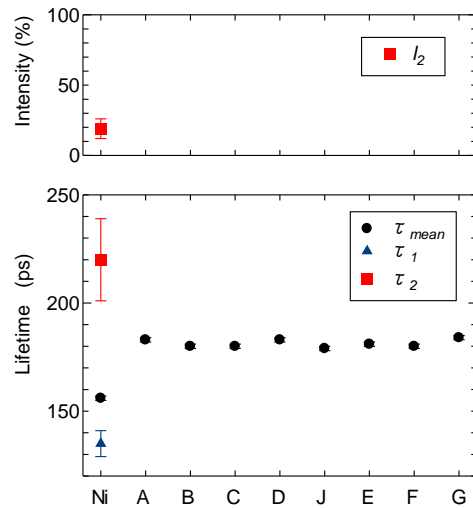 Intensity (%)
100
50
0
I2
Lifetime (ps)
250
200
150
τ mean
τ 1
τ 2
Ni A B C D J E F G